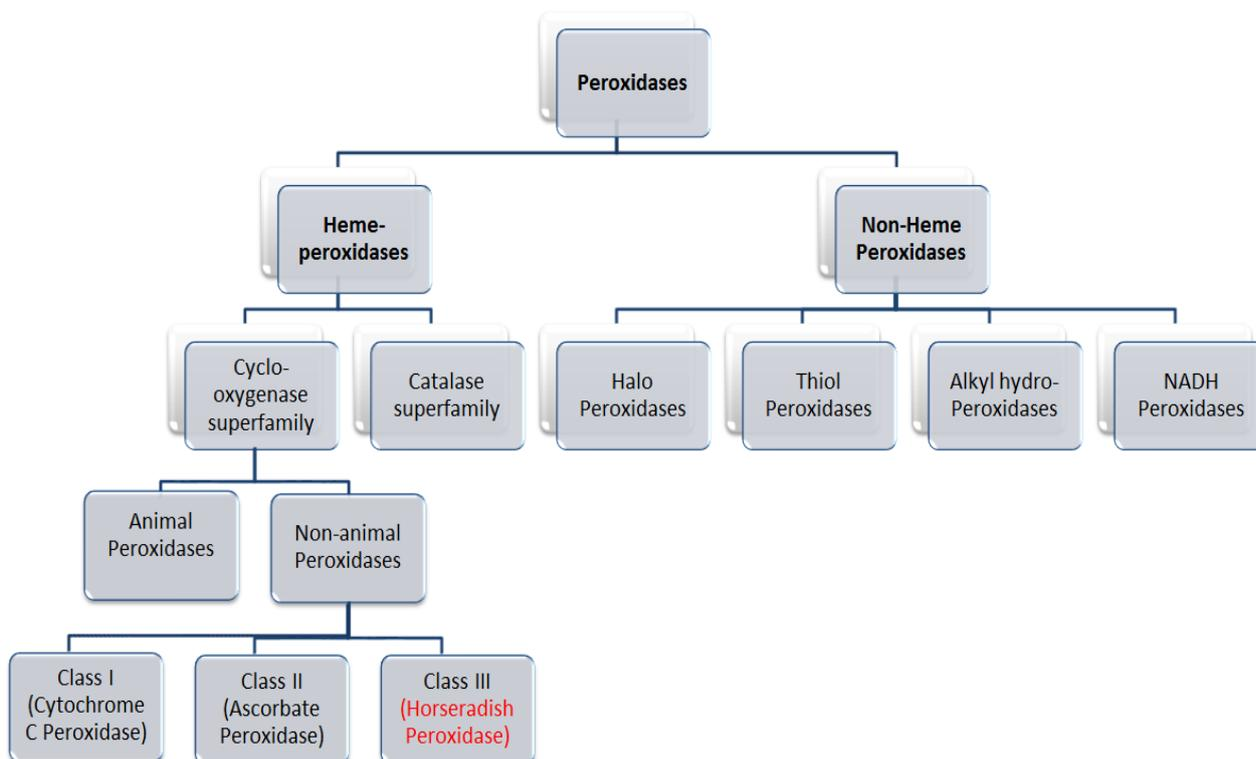 Peroxidases
Heme-
peroxidases
Non-Heme
Peroxidases
Cyclo-
oxygenase
superfamily
Catalase
superfamily
Halo
Peroxidases
Thiol
Peroxidases
Alkyl hydro-
Peroxidases
NADH
Peroxidases
Animal
Peroxidases
Non-animal
Peroxidases
Class I
(Cytochrome
C Peroxidase)
Class II
(Ascorbate
Peroxidase)
Class III
(Horseradish
Peroxidase)